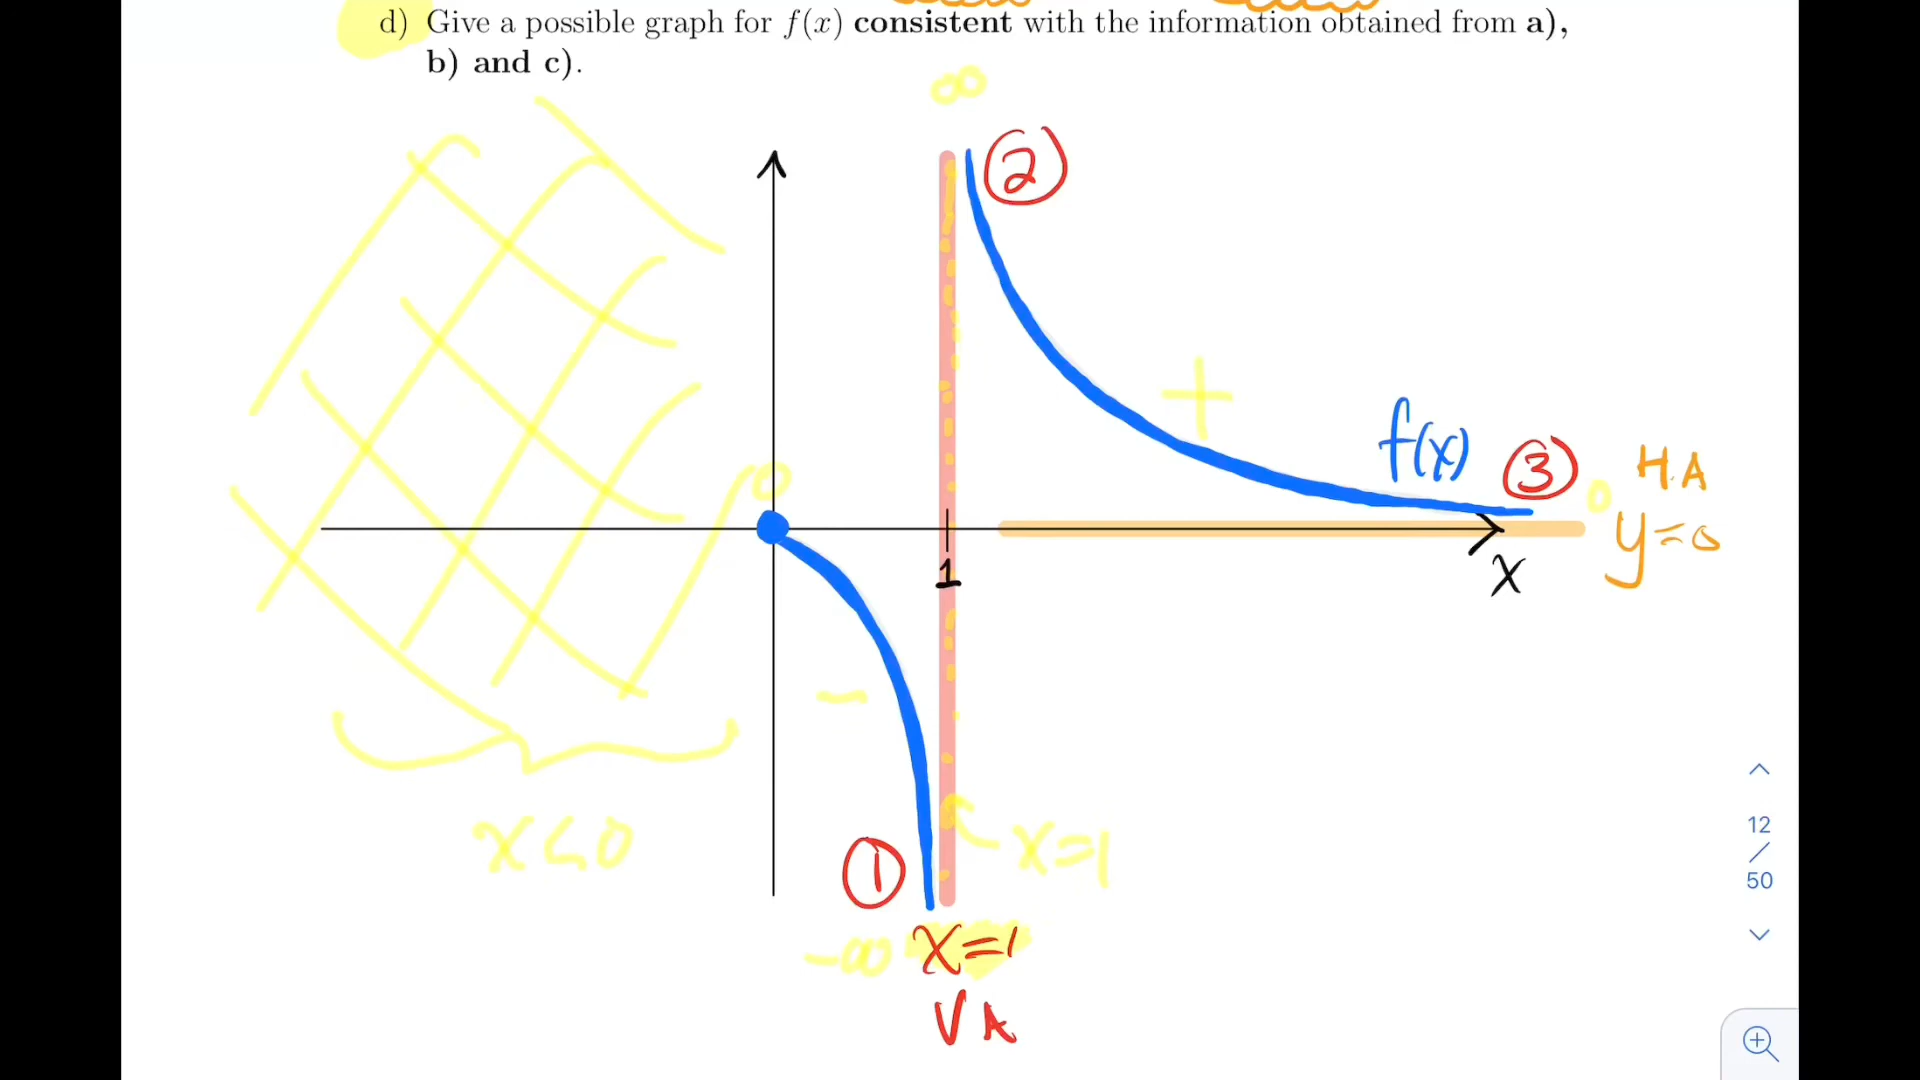 d) Give a possible graph for f(x) consistent with the information obtained from a),
b) and c).
∞
2
+
f(x)
3
0
H.A
y=0
0
1
x
−
x<0
1
x=1
−∞
x=1
VA
12
/
50